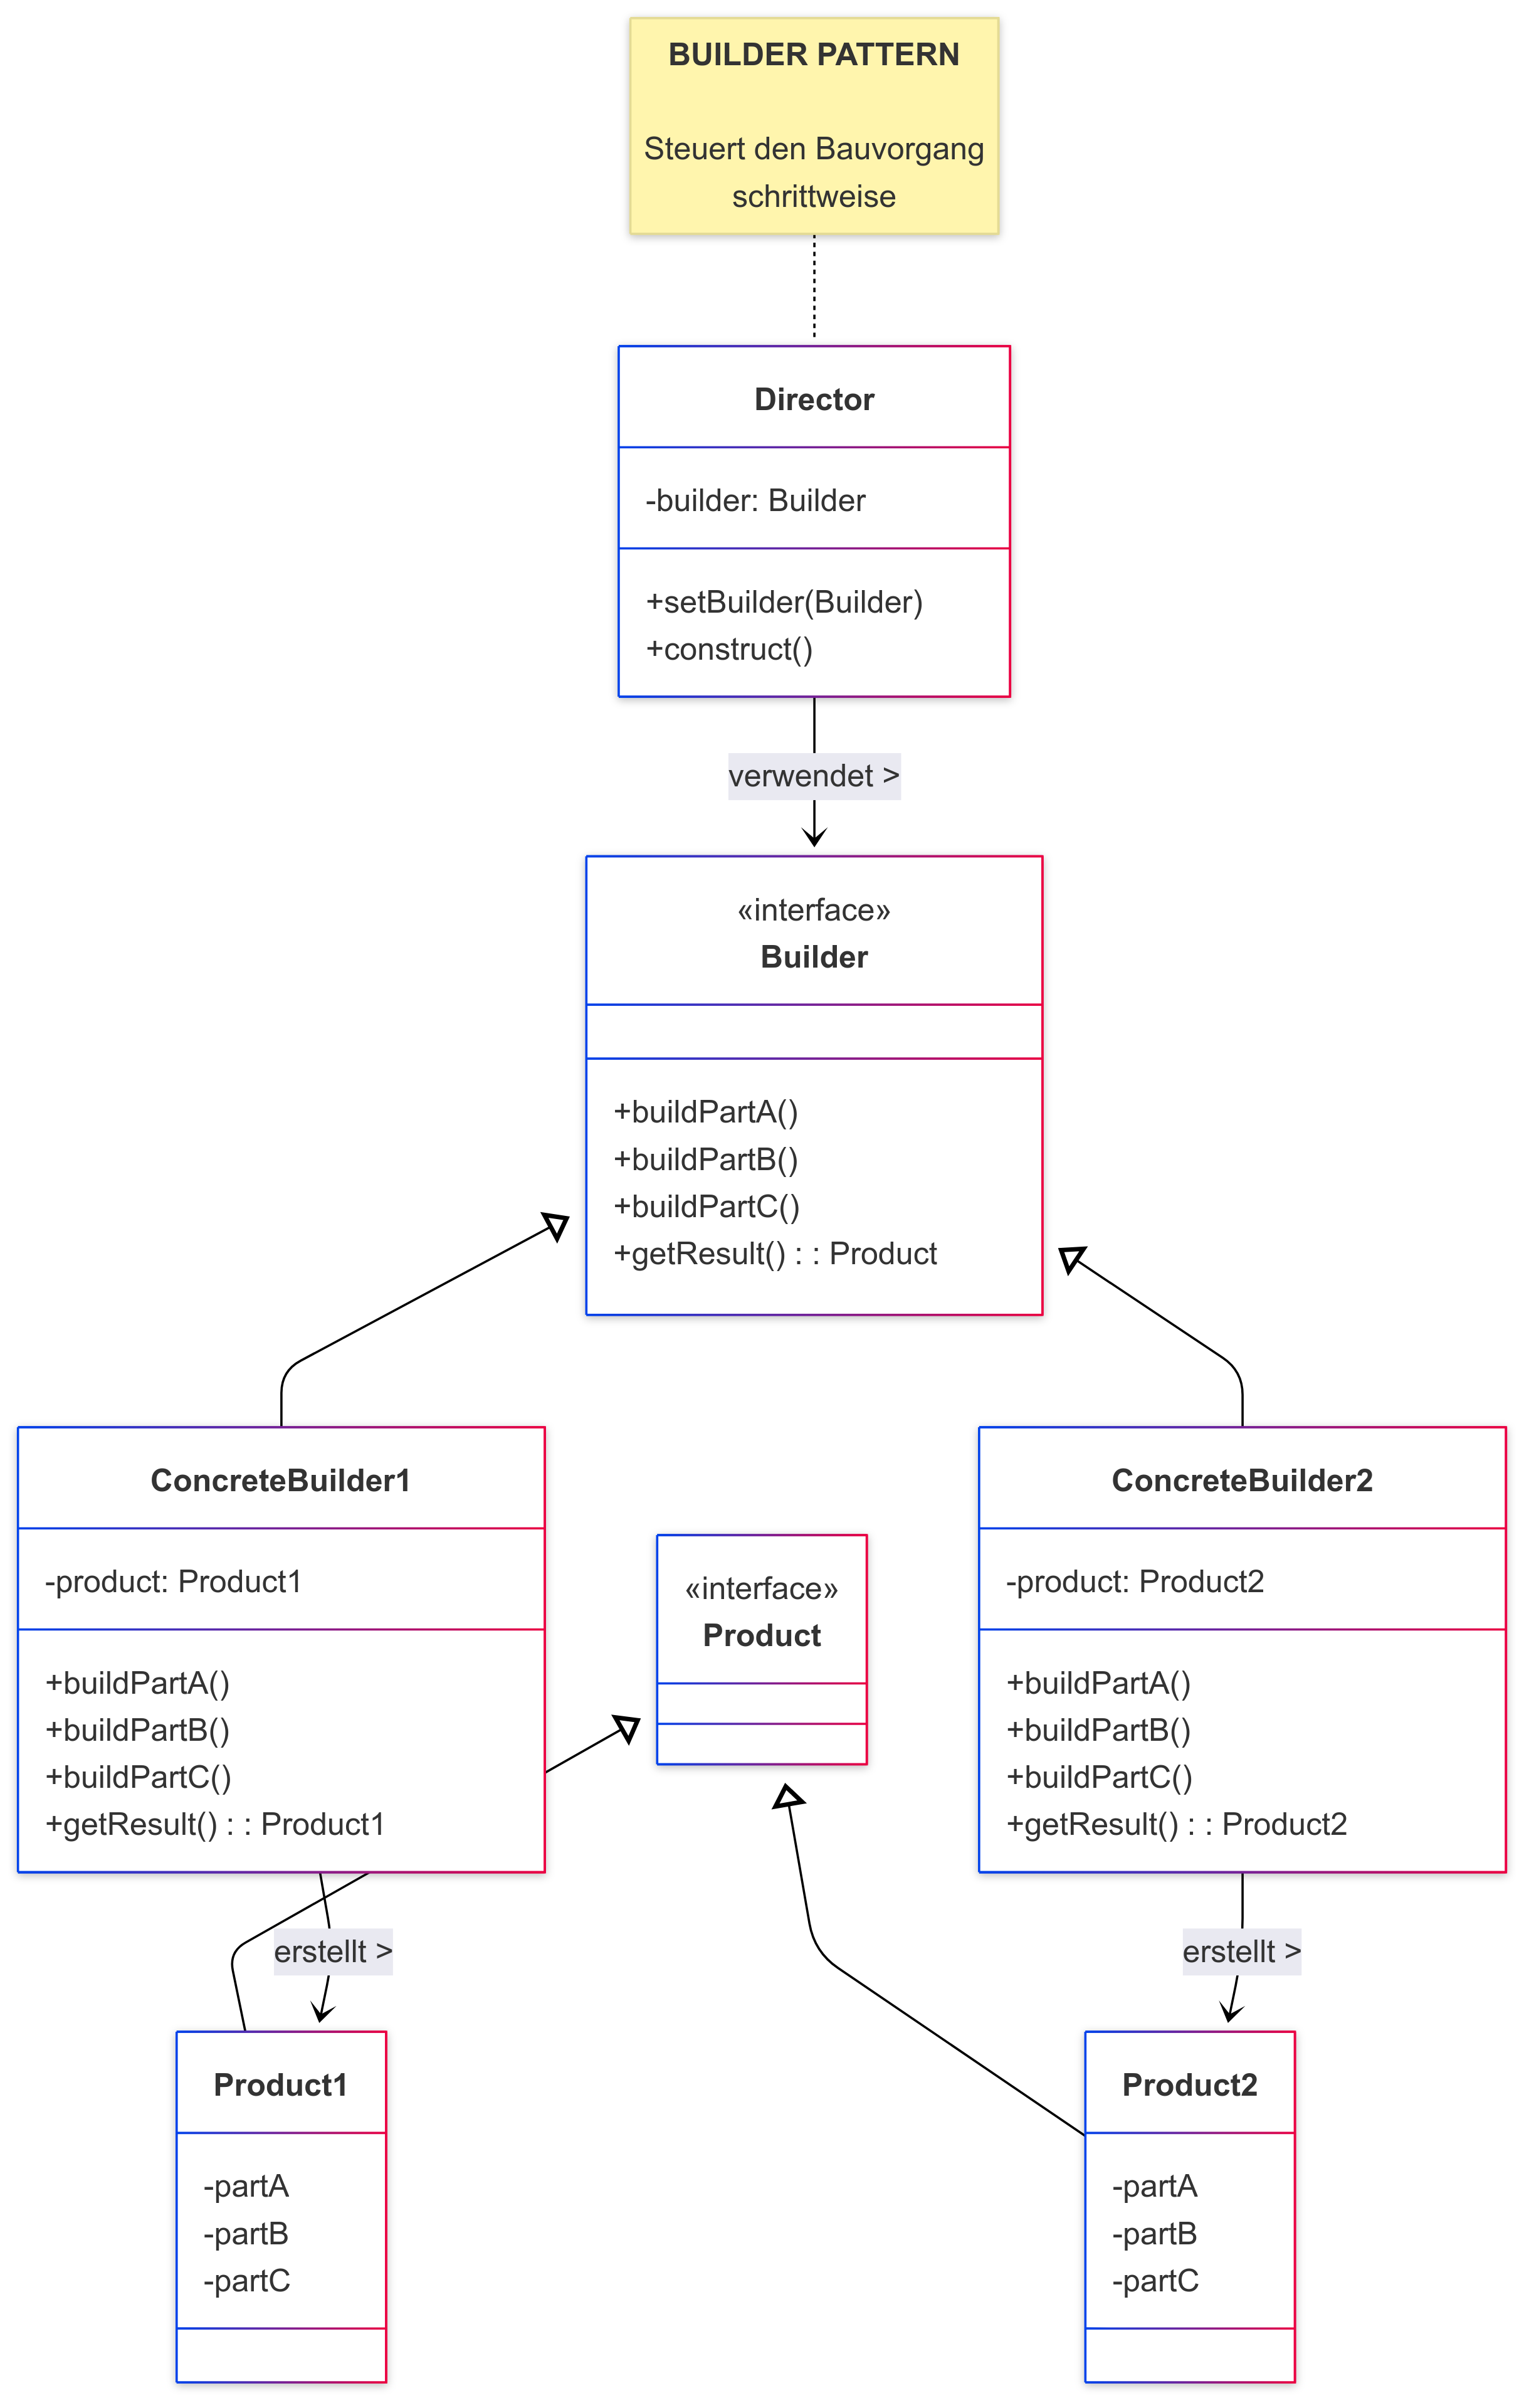 BUILDER PATTERN
Steuert den Bauvorgang
schrittweise
Director
-builder: Builder
+setBuilder(Builder)
+construct()
verwendet >
«interface»
Builder
+buildPartA()
+buildPartB()
+buildPartC()
+getResult() : : Product
ConcreteBuilder1
-product: Product1
+buildPartA()
+buildPartB()
+buildPartC()
+getResult() : : Product1
«interface»
Product
ConcreteBuilder2
-product: Product2
+buildPartA()
+buildPartB()
+buildPartC()
+getResult() : : Product2
erstellt >
erstellt >
Product1
-partA
-partB
-partC
Product2
-partA
-partB
-partC